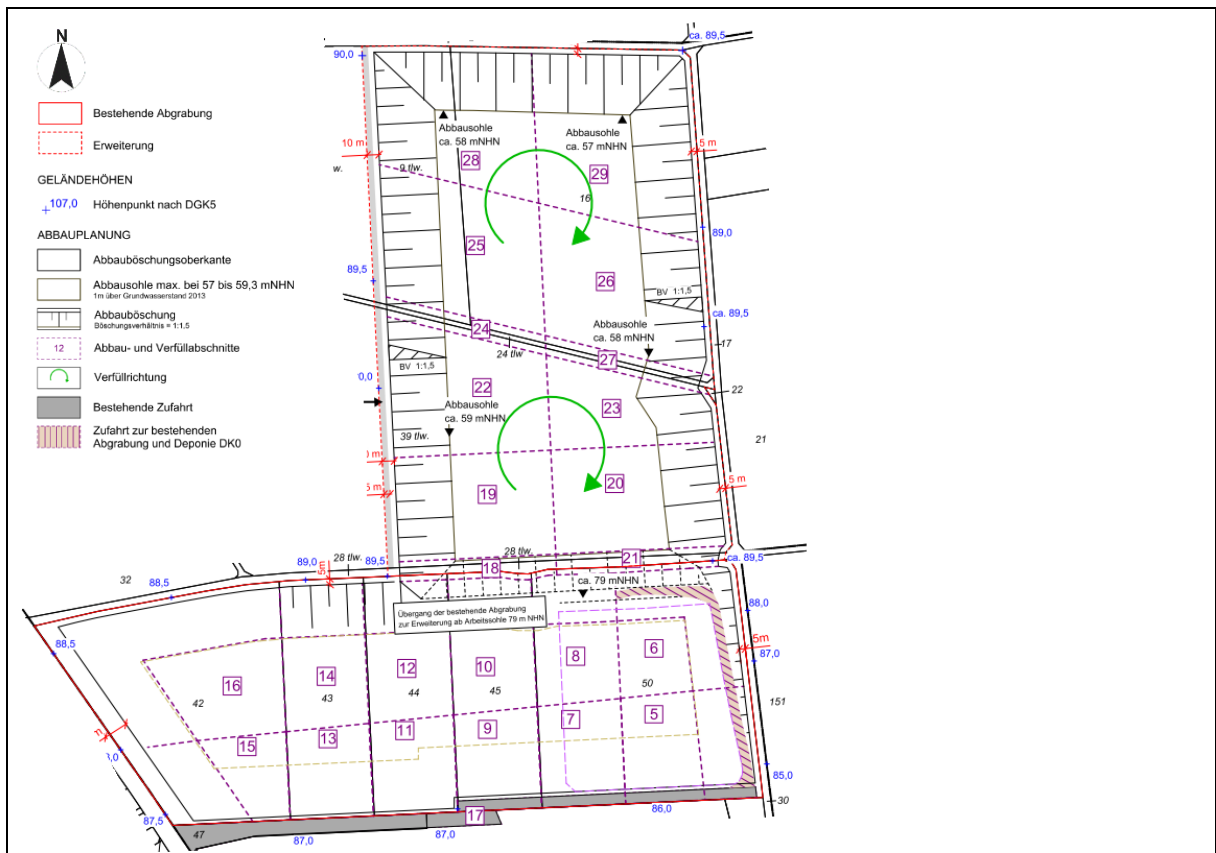 N
Bestehende Abgrabung
Erweiterung
GELÄNDEHÖHEN
+107,0 Höhenpunkt nach DGK5
ABBAUPLANUNG
Abbauböschungsoberkante
Abbausohle max. bei 57 bis 59,3 mNHN
1m über Grundwasserstand 2013
Abbauböschung
Böschungsverhältnis = 1:1,5
12 Abbau- und Verfüllabschnitte
Verfüllrichtung
Bestehende Zufahrt
Zufahrt zur bestehenden
Abgrabung und Deponie DK0
90,0
ca. 89,5
Abbausohle
ca. 58 mNHN
Abbausohle
ca. 57 mNHN
10 m
5 m
w.
9 tlw.
28
29
16
25
89,0
89,5
26
BV 1:1,5
ca. 89,5
24
Abbausohle
ca. 58 mNHN
17
24 tlw
27
BV 1:1,5
0,0
22
22
Abbausohle
ca. 59 mNHN
23
39 tlw.
21
19
20
5 m
28 tlw.
28 tlw.
21
ca. 89,5
89,0
89,5
5m
18
32
88,5
ca. 79 mNHN
Übergang der bestehende Abgrabung
zur Erweiterung ab Arbeitssohle 79 m NHN
88,0
88,5
5m
87,0
16
14
12
10
8
6
42
43
44
45
50
151
15
13
11
9
7
5
85,0
30
87,5
47
87,0
87,0
17
86,0